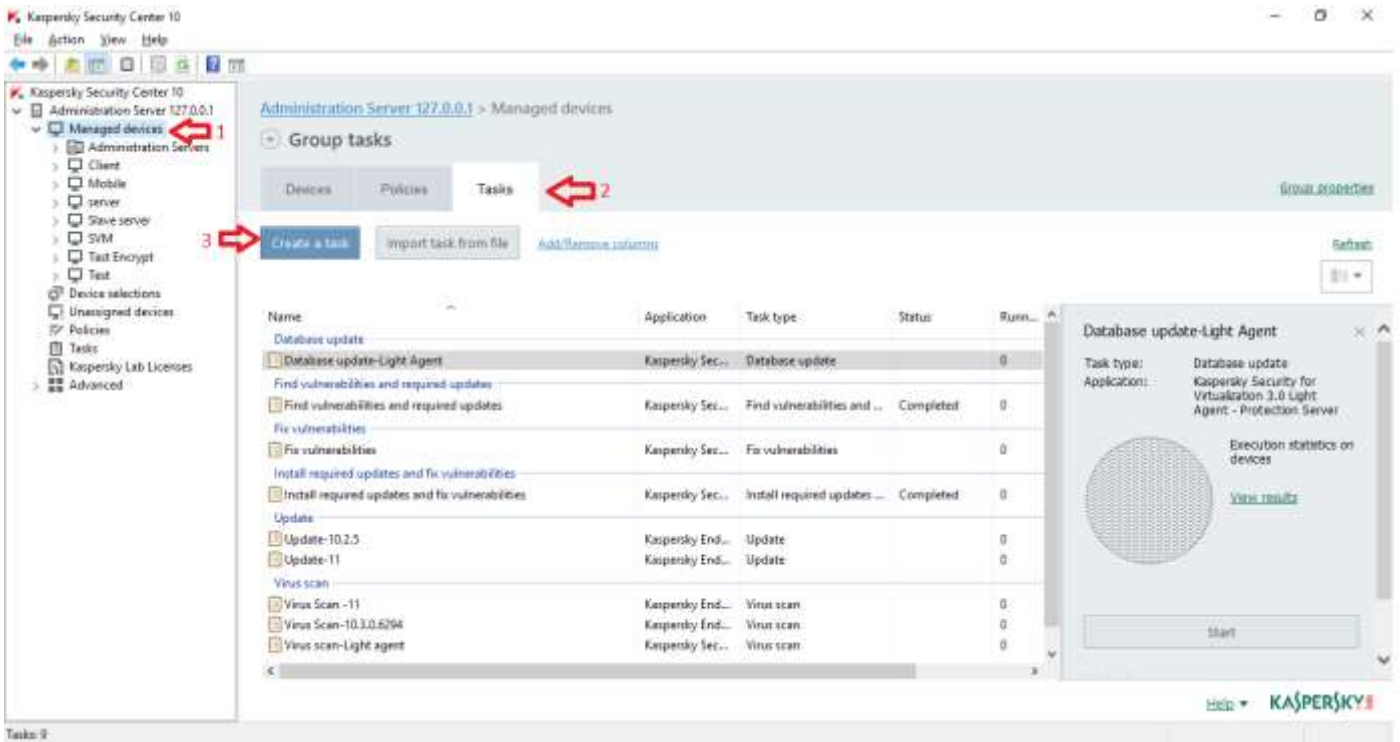 Kaspersky Security Center 10
File Action View Help
Kaspersky Security Center 10
Administration Server 127.0.0.1
Managed devices
1
Administration Servers
Client
Mobile
server
Slave server
SVM
Tast Encrypt
Test
Device selections
Unassigned devices
Policies
Tasks
Kaspersky Lab Licenses
Advanced
Administration Server 127.0.0.1 > Managed devices
Group tasks
Devices Policies Tasks
2
Group properties
3
Create a task Import task from file Add/Remove columns
Refresh
Name Application Task type Status Runn...
Database update
Database update-Light Agent Kaspersky Sec... Database update 0
Find vulnerabilities and required updates
Find vulnerabilities and required updates Kaspersky Sec... Find vulnerabilities and ... Completed 0
Fix vulnerabilities
Fix vulnerabilities Kaspersky Sec... Fix vulnerabilities 0
Install required updates and fix vulnerabilities
Install required updates and fix vulnerabilities Kaspersky Sec... Install required updates ... Completed 0
Update
Update-10.2.5 Kaspersky End... Update 0
Update-11 Kaspersky End... Update 0
Virus scan
Virus Scan -11 Kaspersky End... Virus scan 0
Virus Scan-10.3.0.6294 Kaspersky End... Virus scan 0
Virus scan-Light agent Kaspersky Sec... Virus scan 0
Database update-Light Agent
Task type: Database update
Application: Kaspersky Security for
Virtualization 3.0 Light
Agent - Protection Server
Execution statistics on
devices
View results
Start
Help KASPERSKY
Tasks: 9